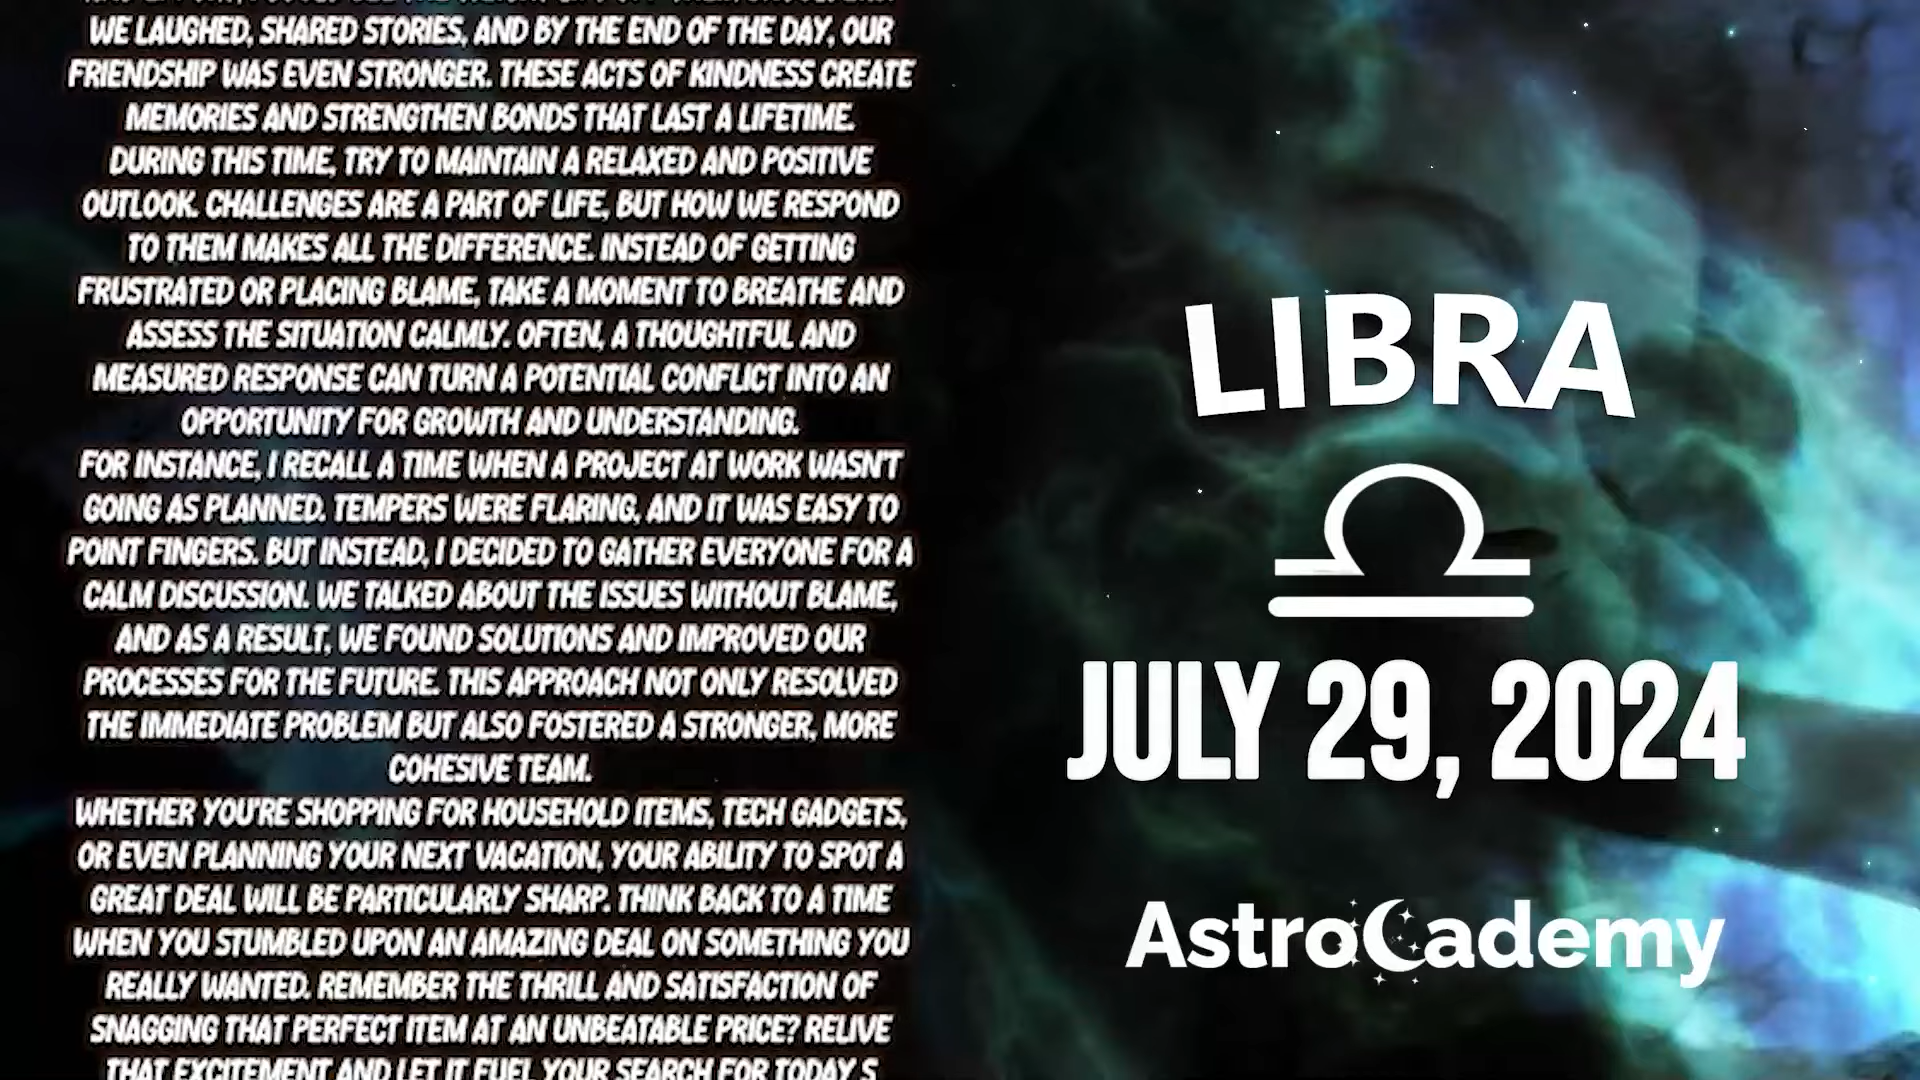 WE LAUGHED, SHARED STORIES, AND BY THE END OF THE DAY, OUR
FRIENDSHIP WAS EVEN STRONGER. THESE ACTS OF KINDNESS CREATE
MEMORIES AND STRENGTHEN BONDS THAT LAST A LIFETIME.
DURING THIS TIME, TRY TO MAINTAIN A RELAXED AND POSITIVE
OUTLOOK. CHALLENGES ARE A PART OF LIFE, BUT HOW WE RESPOND
TO THEM MAKES ALL THE DIFFERENCE. INSTEAD OF GETTING
FRUSTRATED OR PLACING BLAME, TAKE A MOMENT TO BREATHE AND
ASSESS THE SITUATION CALMLY. OFTEN, A THOUGHTFUL AND
MEASURED RESPONSE CAN TURN A POTENTIAL CONFLICT INTO AN
OPPORTUNITY FOR GROWTH AND UNDERSTANDING.
FOR INSTANCE, I RECALL A TIME WHEN A PROJECT AT WORK WASN'T
GOING AS PLANNED. TEMPERS WERE FLARING, AND IT WAS EASY TO
POINT FINGERS. BUT INSTEAD, I DECIDED TO GATHER EVERYONE FOR A
CALM DISCUSSION. WE TALKED ABOUT THE ISSUES WITHOUT BLAME,
AND AS A RESULT, WE FOUND SOLUTIONS AND IMPROVED OUR
PROCESSES FOR THE FUTURE. THIS APPROACH NOT ONLY RESOLVED
THE IMMEDIATE PROBLEM BUT ALSO FOSTERED A STRONGER, MORE
COHESIVE TEAM.
WHETHER YOU'RE SHOPPING FOR HOUSEHOLD ITEMS, TECH GADGETS,
OR EVEN PLANNING YOUR NEXT VACATION, YOUR ABILITY TO SPOT A
GREAT DEAL WILL BE PARTICULARLY SHARP. THINK BACK TO A TIME
WHEN YOU STUMBLED UPON AN AMAZING DEAL ON SOMETHING YOU
REALLY WANTED. REMEMBER THE THRILL AND SATISFACTION OF
SNAGGING THAT PERFECT ITEM AT AN UNBEATABLE PRICE? RELIVE
THAT EXCITEMENT AND LET IT FUEL YOUR SEARCH FOR TODAY'S
LIBRA
JULY 29, 2024
AstroCademy